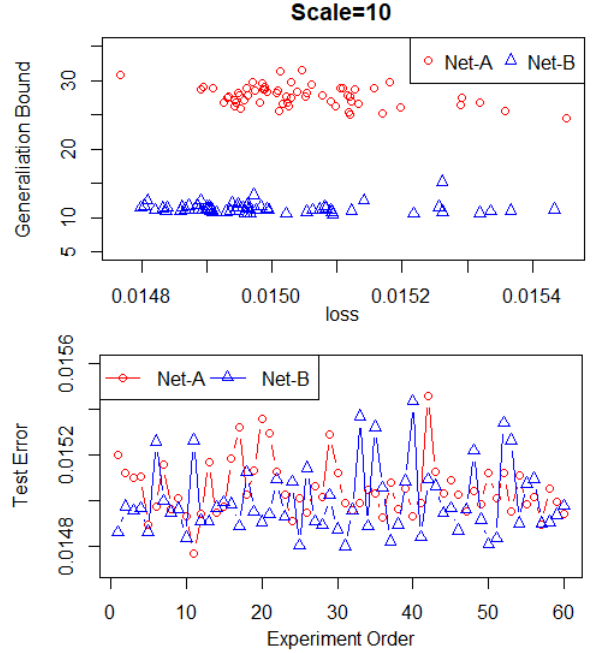 Scale=10
Net-A Net-B
Generaliation Bound
30
20
10
5
0.0148 0.0150 0.0152 0.0154
loss
Net-A Net-B
Test Error
0.0156
0.0152
0.0148
0 10 20 30 40 50 60
Experiment Order